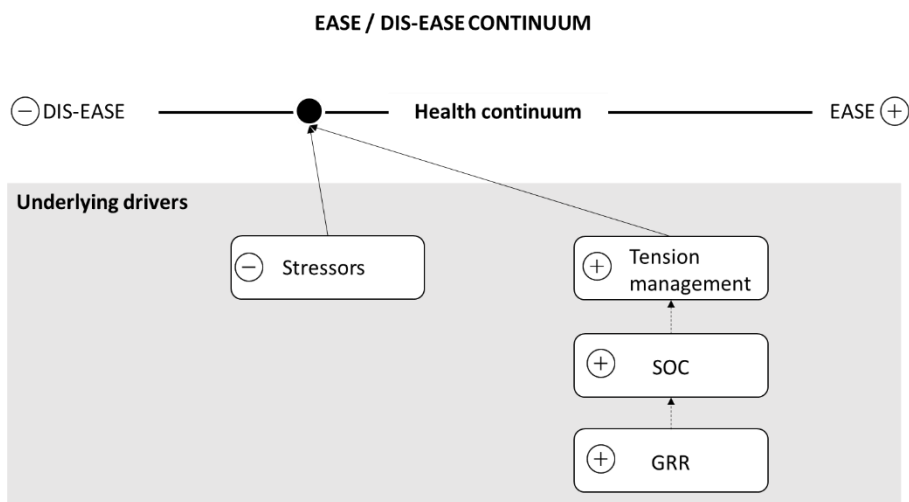 EASE / DIS-EASE CONTINUUM
− DIS-EASE Health continuum EASE +
Underlying drivers
− Stressors
+ Tension
management
+ SOC
+ GRR